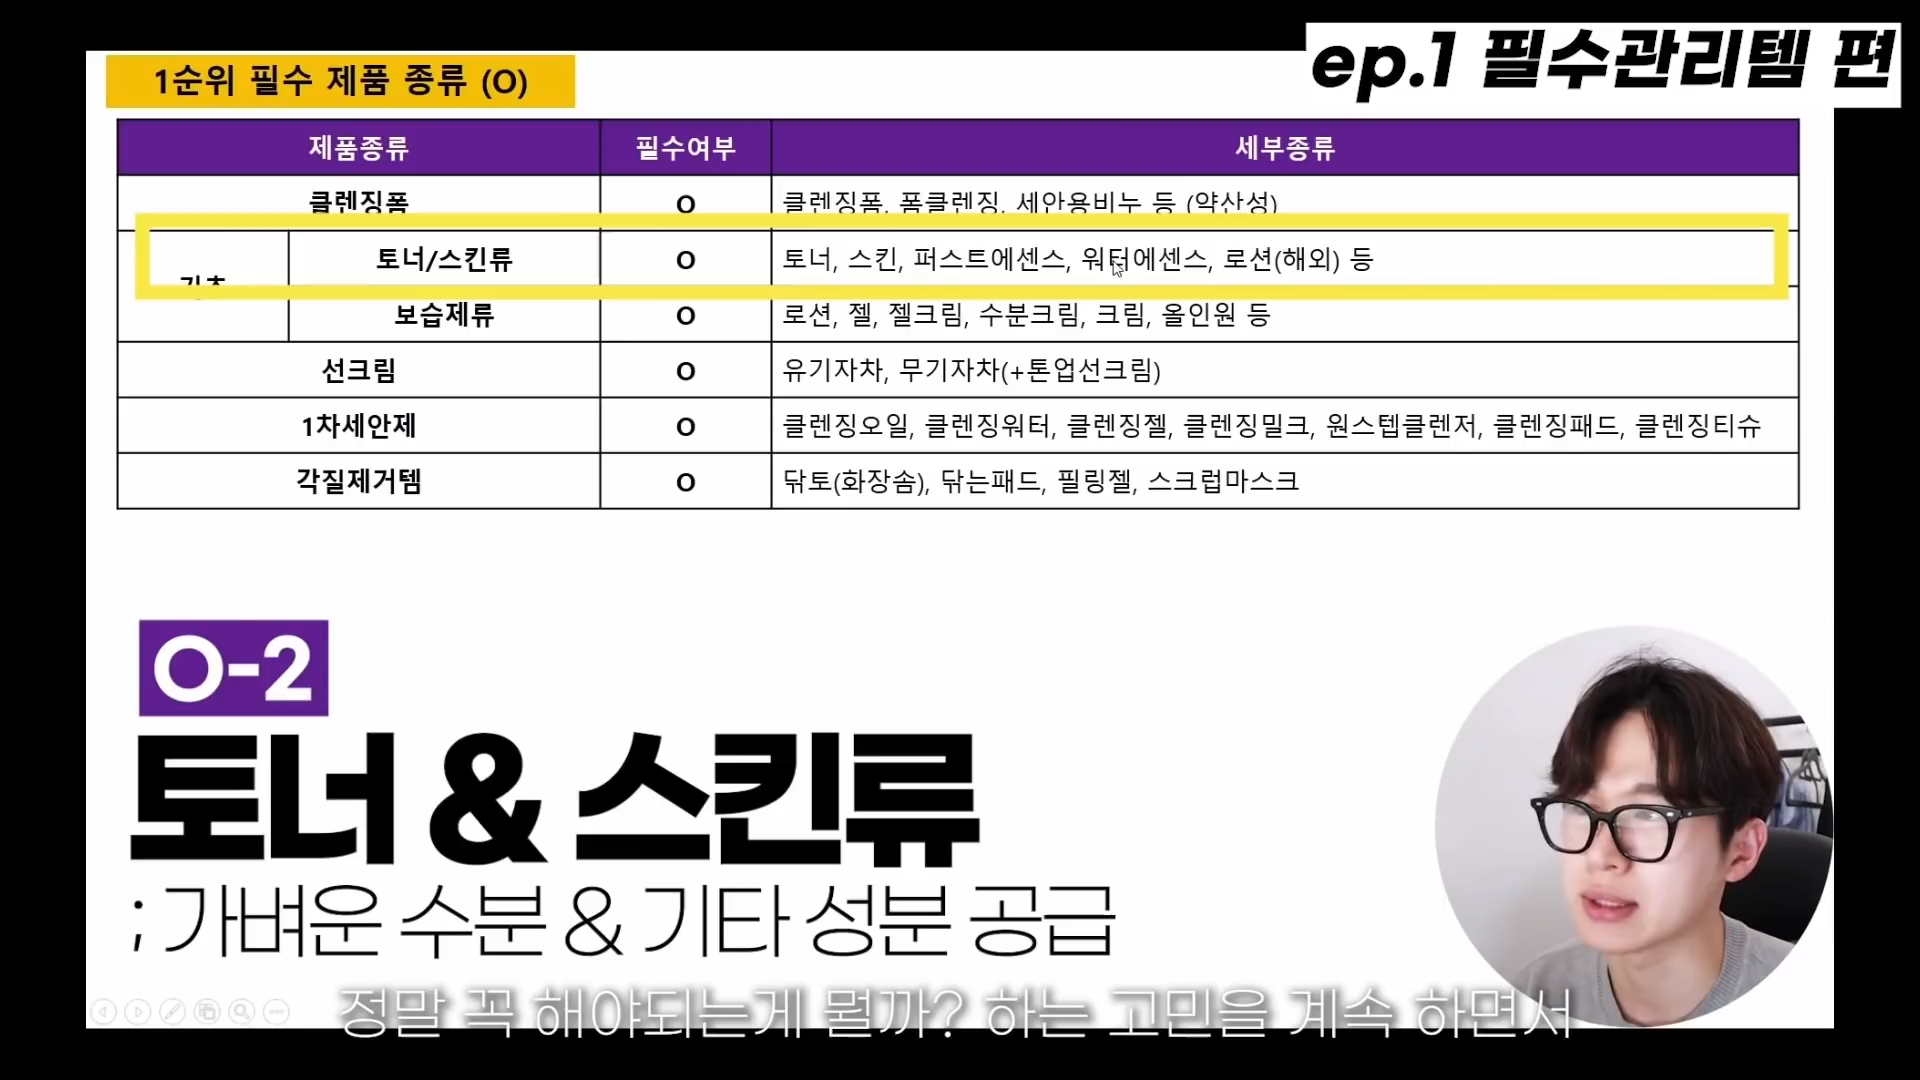 ep.1 필수관리템 편
1순위 필수 제품 종류 (O)
제품종류 필수여부 세부종류
클렌징폼 O 클렌징폼, 폼클렌징, 세안용비누 등 (약산성)
토너/스킨류 O 토너, 스킨, 퍼스트에센스, 워터에센스, 로션(해외) 등
보습제류 O 로션, 젤, 젤크림, 수분크림, 크림, 올인원 등
선크림 O 유기자차, 무기자차(+톤업선크림)
1차세안제 O 클렌징오일, 클렌징워터, 클렌징젤, 클렌징밀크, 원스텝클렌저, 클렌징패드, 클렌징티슈
각질제거템 O 닦토(화장솜), 닦는패드, 필링젤, 스크럽마스크
O-2
토너 & 스킨류
; 가벼운 수분 & 기타 성분 공급
정말 꼭 해야되는게 뭘까? 하는 고민을 계속 하면서